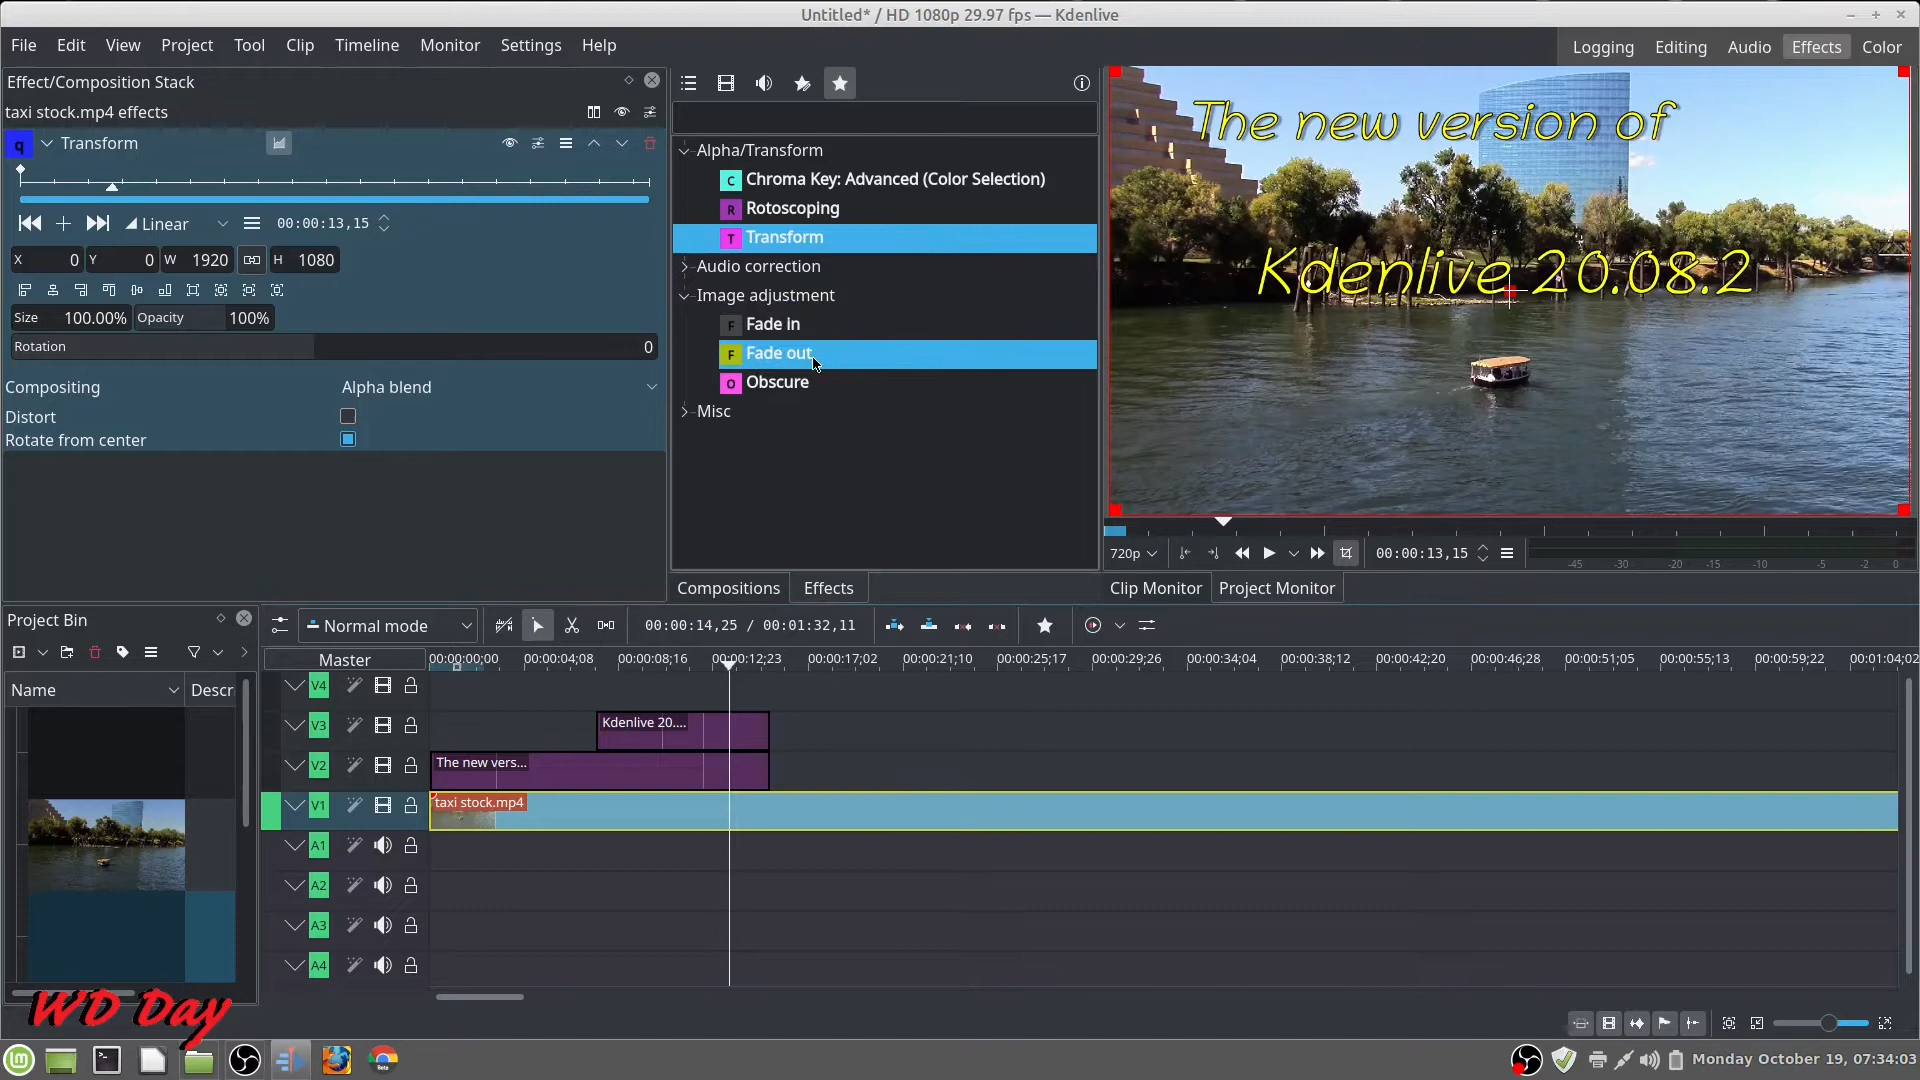 Untitled* / HD 1080p 29.97 fps — Kdenlive
File Edit View Project Tool Clip Timeline Monitor Settings Help
Logging Editing Audio Effects Color
Effect/Composition Stack
taxi stock.mp4 effects
q Transform
Linear 00:00:13,15
X 0 Y 0 W 1920 H 1080
Size 100.00% Opacity 100%
Rotation 0
Compositing Alpha blend
Distort
Rotate from center
Alpha/Transform
C Chroma Key: Advanced (Color Selection)
R Rotoscoping
T Transform
Audio correction
Image adjustment
F Fade in
F Fade out
O Obscure
Misc
Compositions Effects
The new version of
Kdenlive 20.08.2
720p 00:00:13,15
-45 -30 -20 -15 -10 -5 -2 0
Clip Monitor Project Monitor
Project Bin
Name Descr
Normal mode 00:00:14,25 / 00:01:32,11
Master 00:00:00;00 00:00:04;08 00:00:08;16 00:00:12;23 00:00:17;02 00:00:21;10 00:00:25;17 00:00:29;26 00:00:34;04 00:00:38;12 00:00:42;20 00:00:46;28 00:00:51;05 00:00:55;13 00:00:59;22 00:01:04;02
V4
V3 Kdenlive 20....
V2 The new vers...
V1 taxi stock.mp4
A1
A2
A3
A4
WD Day
Beta
Monday October 19, 07:34:03